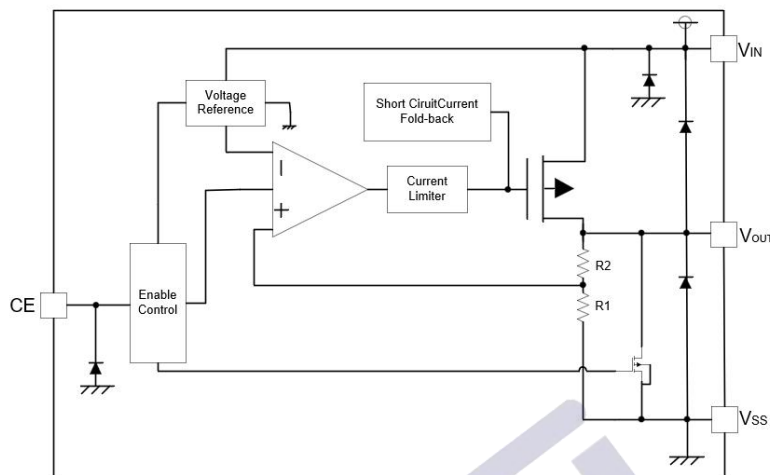 VIN
Voltage
Reference
Short CiruitCurrent
Fold-back
Current
Limiter
VOUT
R2
Enable
Control
CE
R1
VSS